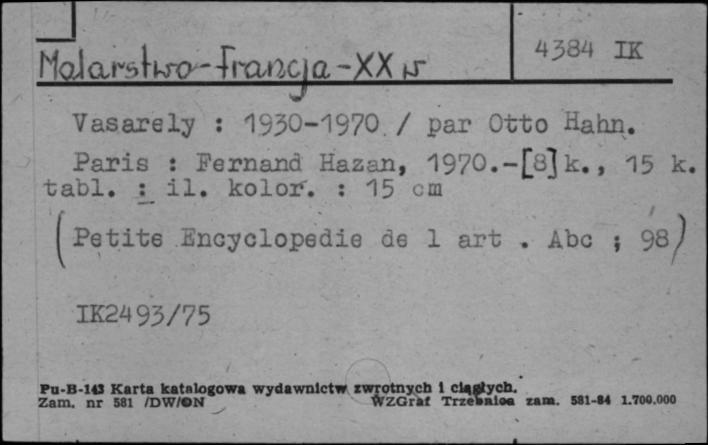 4384 IK
Malarstwo-Francja-XX w
Vasarely : 1930-1970 / par Otto Hahn.
Paris : Fernand Hazan, 1970.-[8]k., 15 k.
tabl. : il. kolor. : 15 cm
(Petite Encyclopedie de l art . Abc ; 98)
IK2493/75
Pu-B-143 Karta katalogowa wydawnictw zwrotnych i ciągłych.
Zam. nr 581 /DW/ON WZGraf Trzebnica zam. 581-84 1.700.000